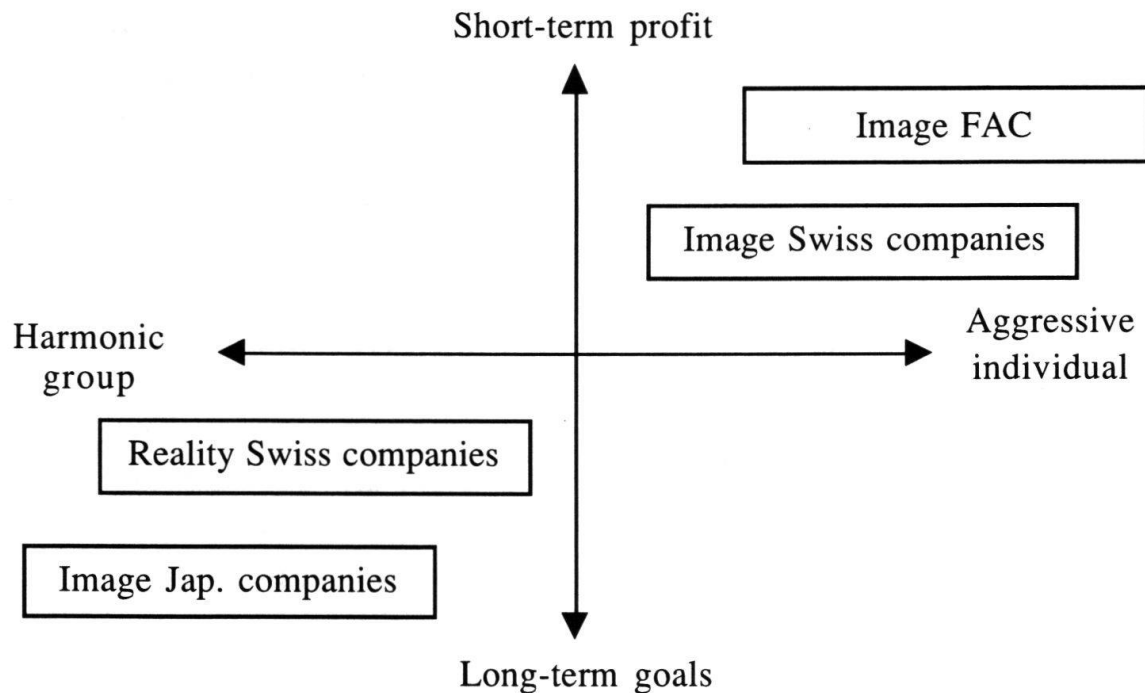 Short-term profit
Image FAC
Image Swiss companies
Harmonic
group
Aggressive
individual
Reality Swiss companies
Image Jap. companies
Long-term goals